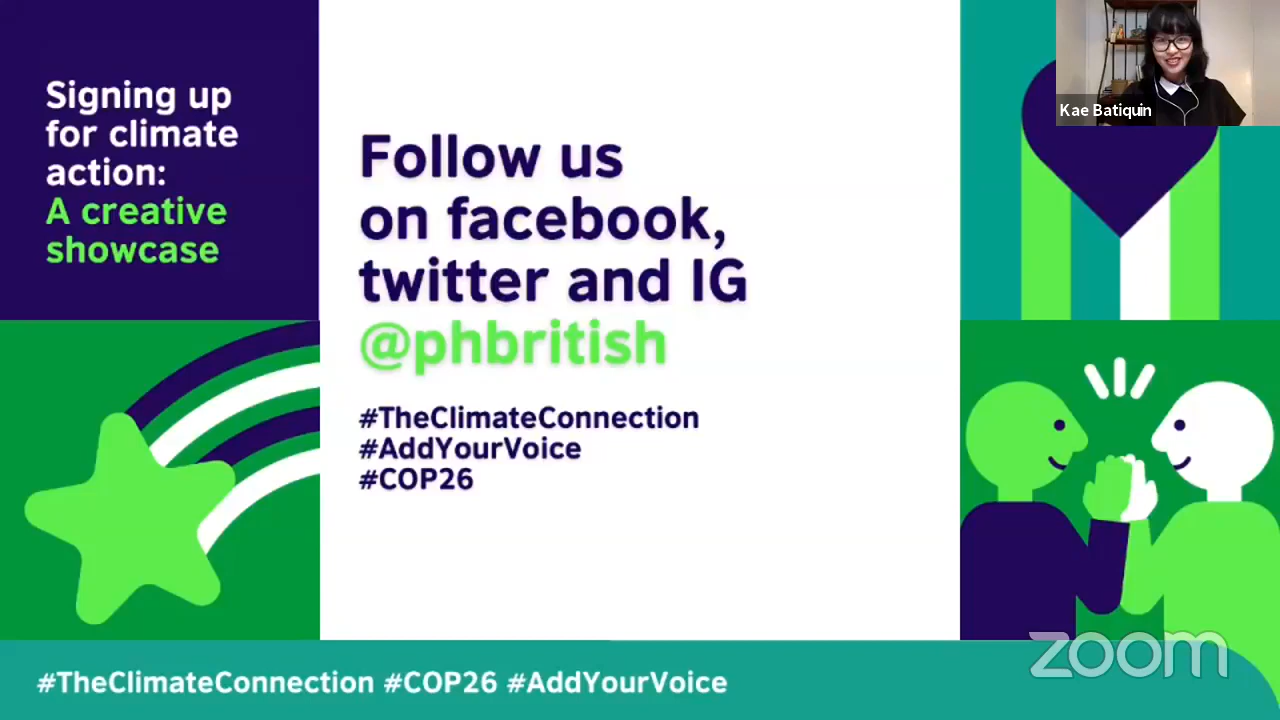 Signing up
for climate
action:
A creative
showcase
Follow us
on facebook,
twitter and IG
@phbritish
#TheClimateConnection
#AddYourVoice
#COP26
Kae Batiquin
zoom
#TheClimateConnection #COP26 #AddYourVoice